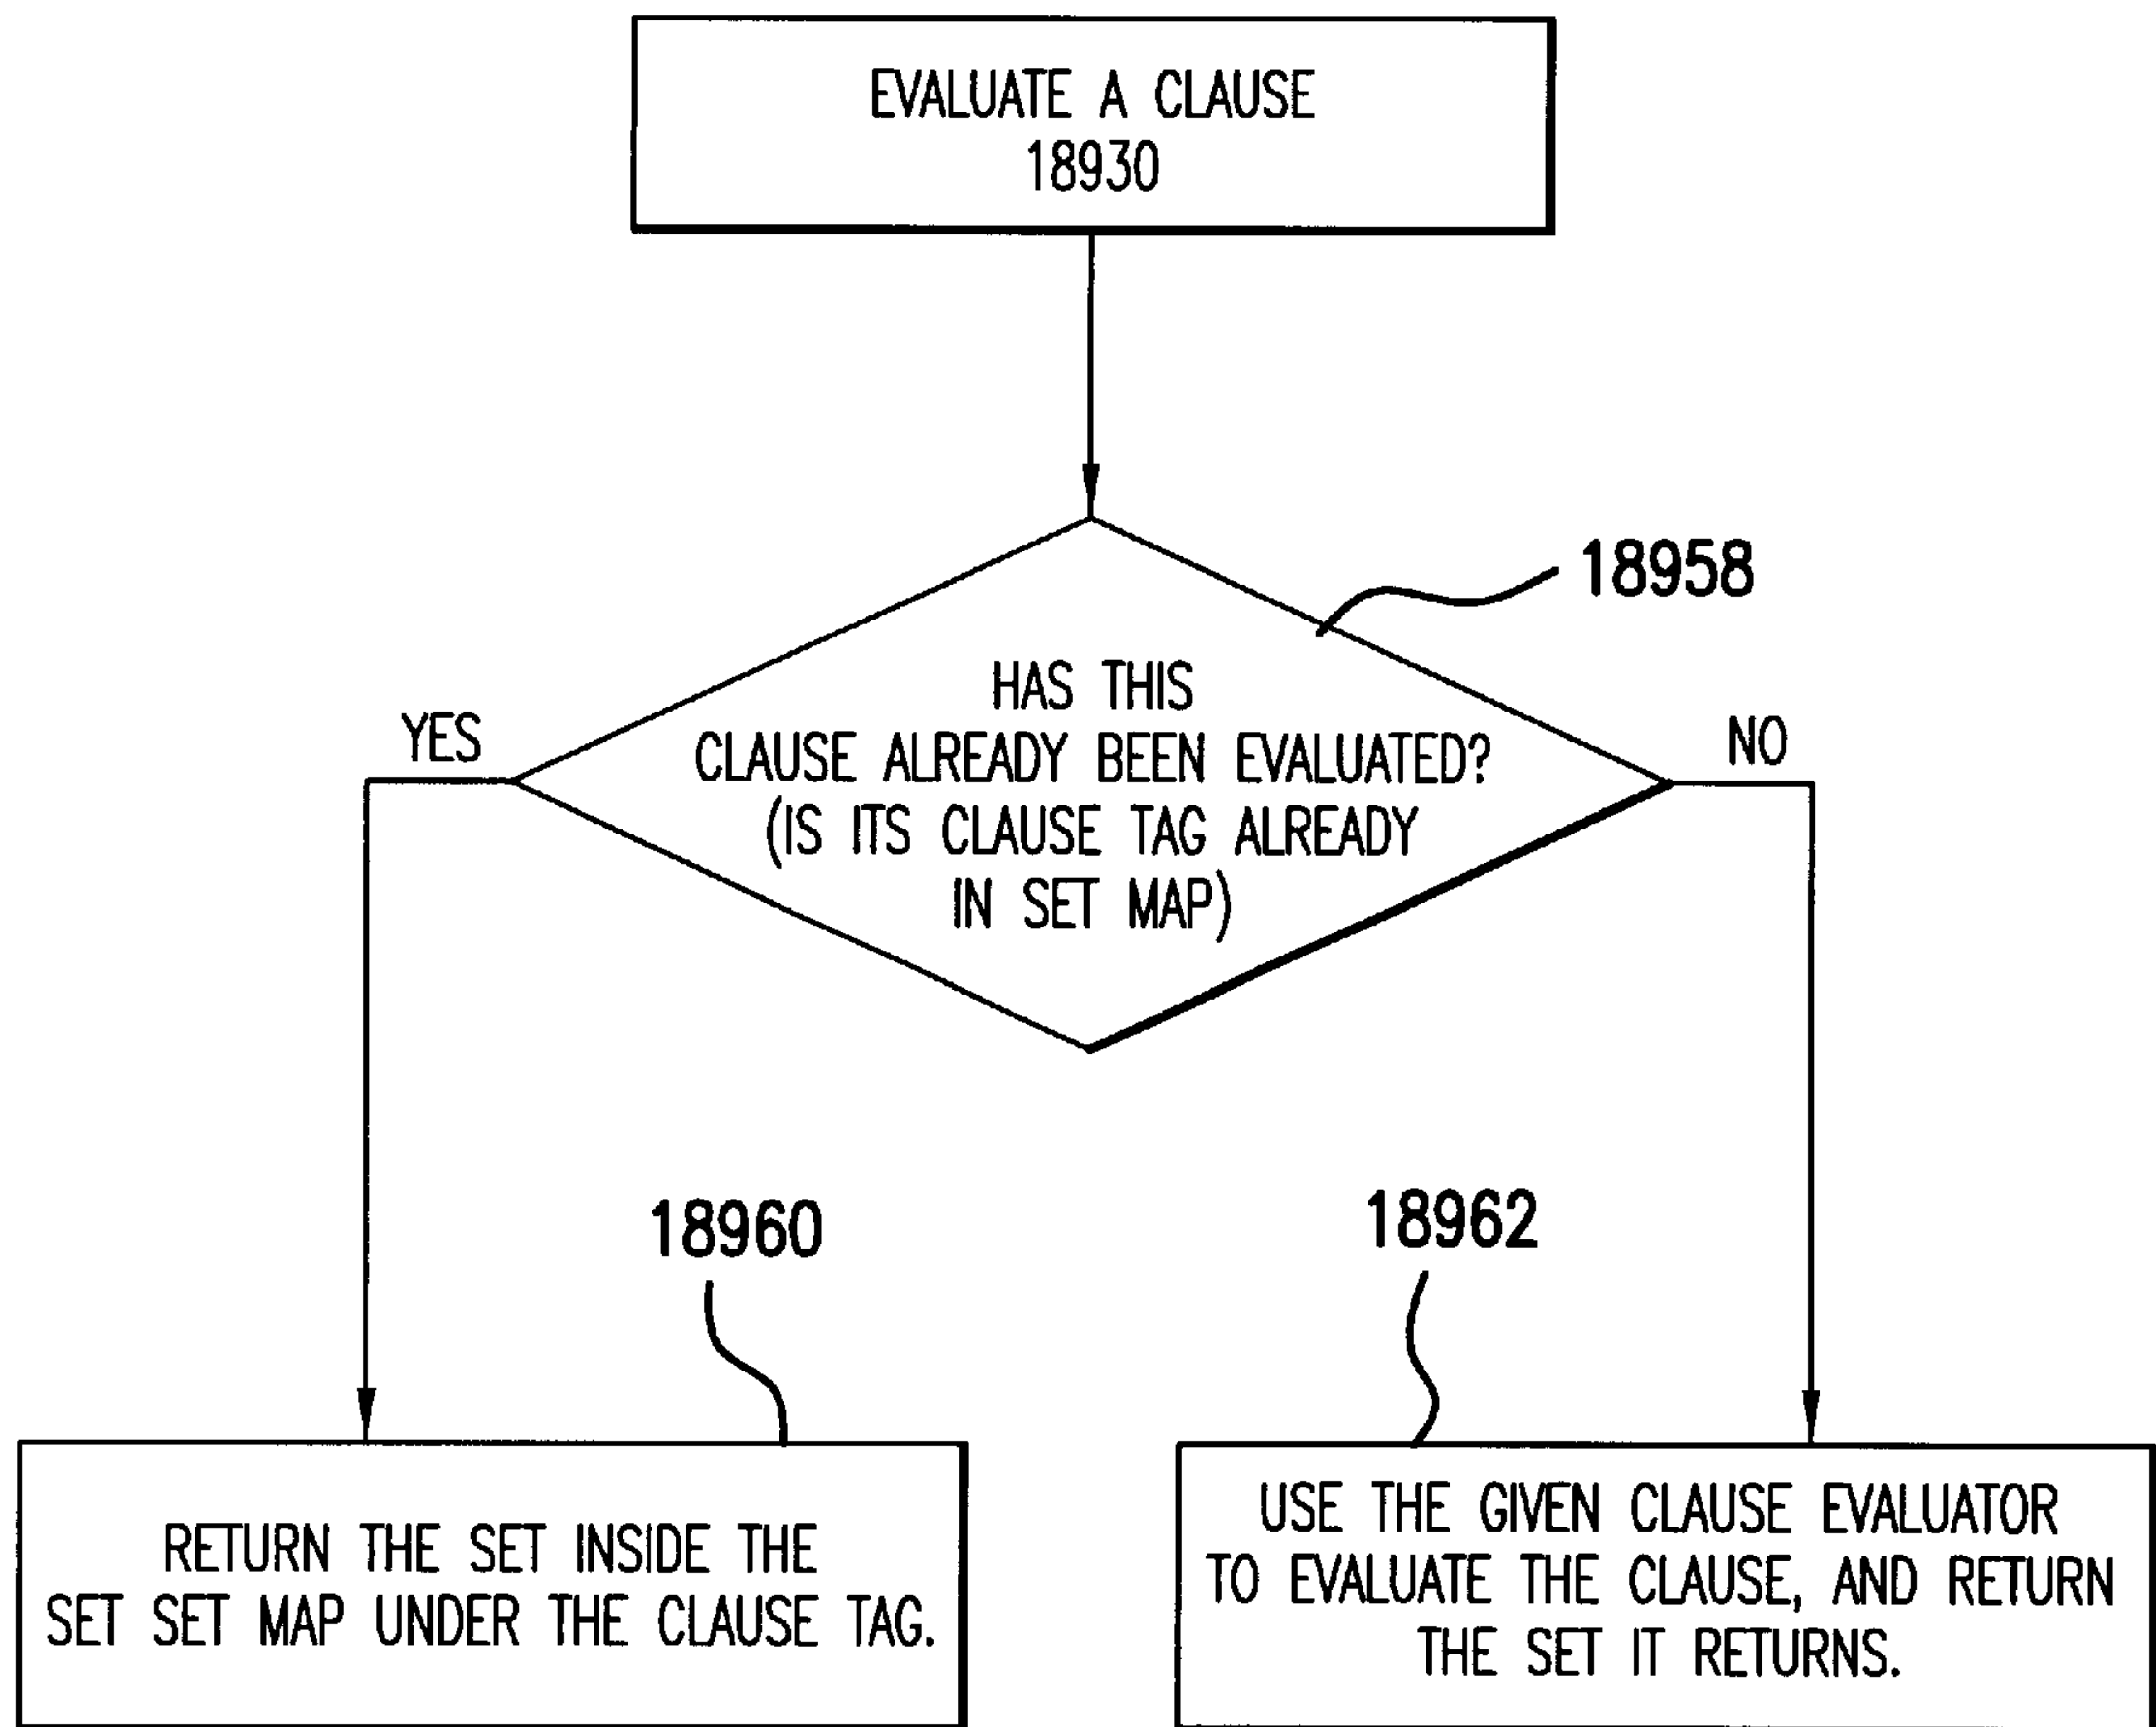 EVALUATE A CLAUSE
18930
18958
HAS THIS
CLAUSE ALREADY BEEN EVALUATED?
(IS ITS CLAUSE TAG ALREADY
IN SET MAP)
YES
NO
18960
18962
RETURN THE SET INSIDE THE
SET SET MAP UNDER THE CLAUSE TAG.
USE THE GIVEN CLAUSE EVALUATOR
TO EVALUATE THE CLAUSE, AND RETURN
THE SET IT RETURNS.